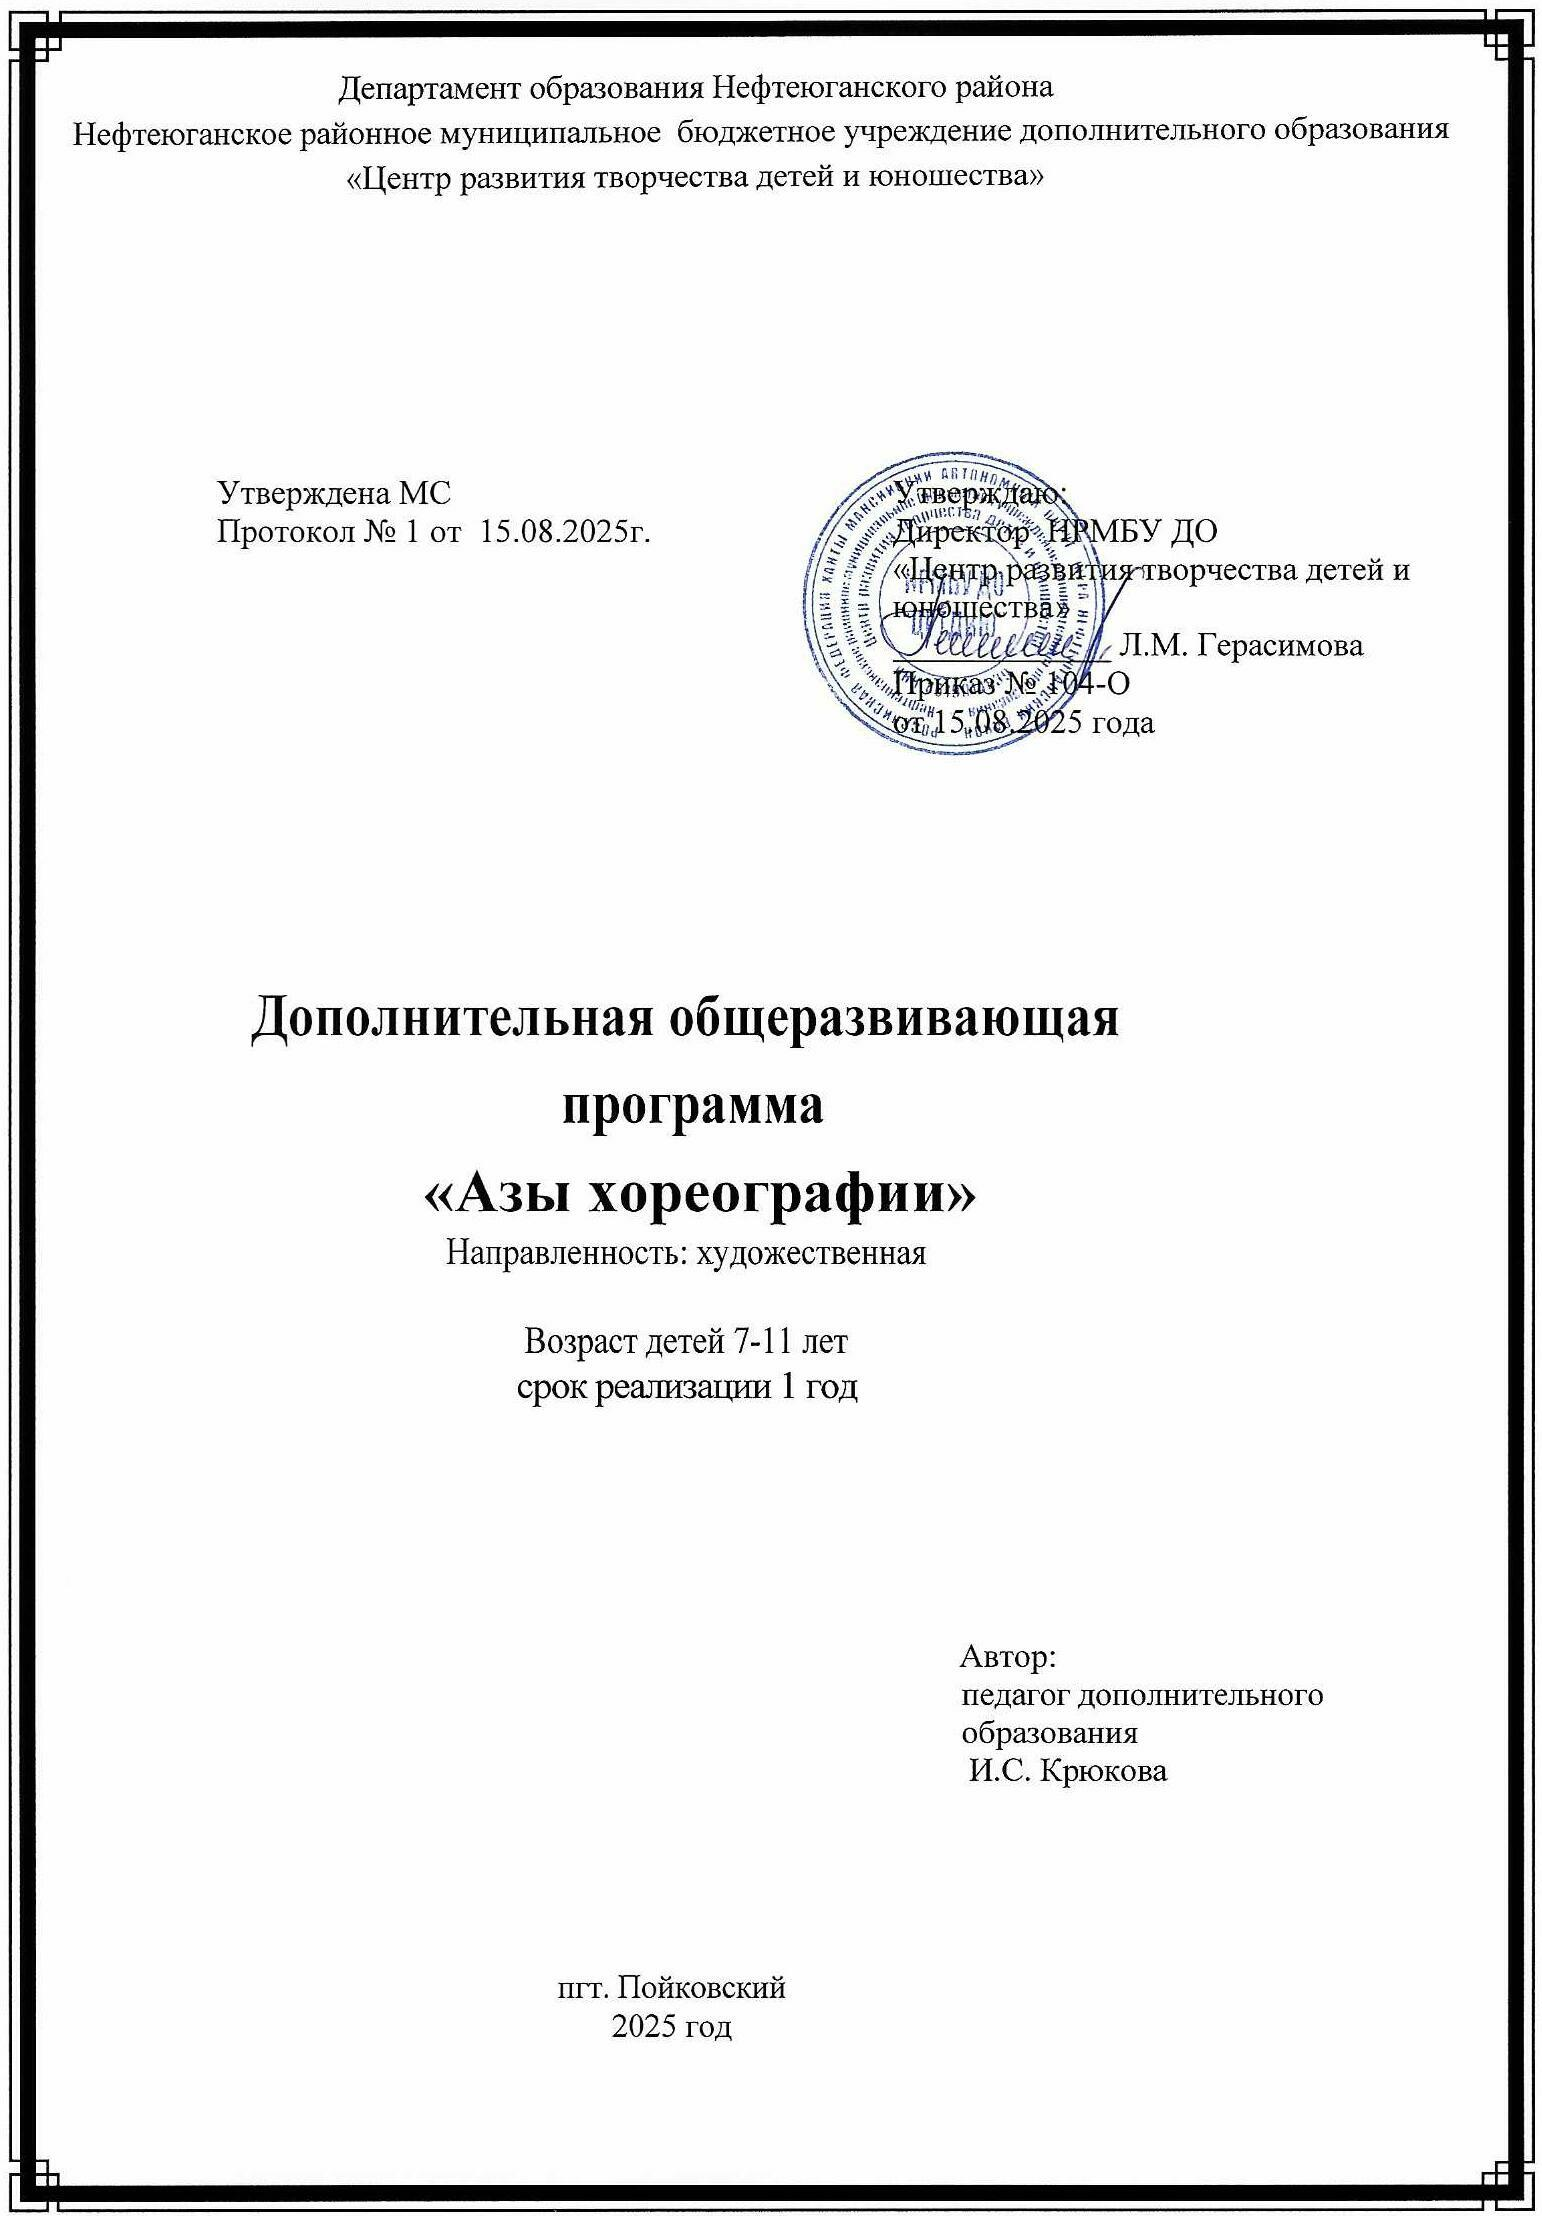 Департамент образования Нефтеюганского района
Нефтеюганское районное муниципальное бюджетное учреждение дополнительного образования
«Центр развития творчества детей и юношества»
Утверждена МС
Протокол № 1 от 15.08.2025г.
Утверждаю:
Директор НРМБУ ДО
«Центр развития творчества детей и
юношества»
Л.М. Герасимова
Приказ № 104-О
от 15.08.2025 года
Дополнительная общеразвивающая
программа
«Азы хореографии»
Направленность: художественная
Возраст детей 7-11 лет
срок реализации 1 год
Автор:
педагог дополнительного
образования
И.С. Крюкова
пгт. Пойковский
2025 год